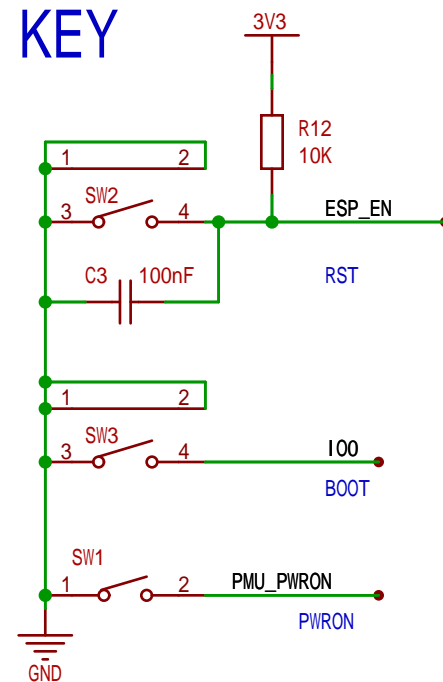 KEY
3V3
R12
10K
1 2
SW2
3 4
ESP_EN
C3 100nF
RST
1 2
SW3
3 4
IO0
BOOT
SW1
1 2
PMU_PWRON
PWRON
GND